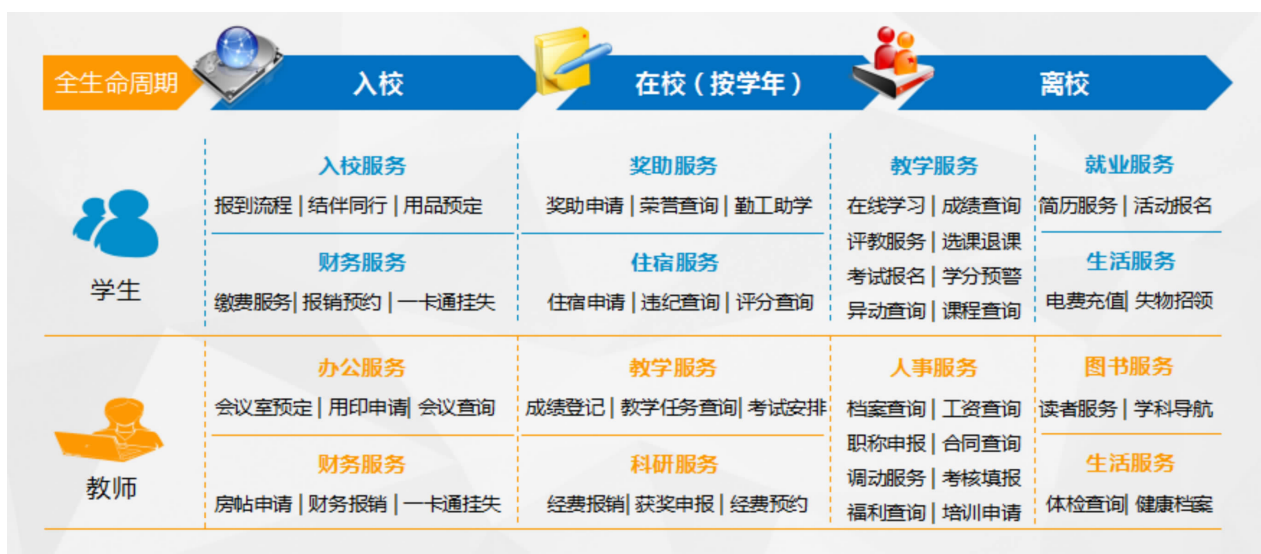 全生命周期
入校
在校（按学年）
离校
学生
入校服务
报到流程 | 结伴同行 | 用品预定
财务服务
缴费服务| 报销预约 | 一卡通挂失
奖助服务
奖助申请 | 荣誉查询 | 勤工助学
住宿服务
住宿申请 | 违纪查询 | 评分查询
教学服务
在线学习 | 成绩查询
评教服务 | 选课退课
考试报名 | 学分预警
异动查询 | 课程查询
就业服务
简历服务 | 活动报名
生活服务
电费充值| 失物招领
教师
办公服务
会议室预定 | 用印申请| 会议查询
财务服务
房帖申请 | 财务报销 | 一卡通挂失
教学服务
成绩登记 | 教学任务查询| 考试安排
科研服务
经费报销| 获奖申报 | 经费预约
人事服务
档案查询 | 工资查询
职称申报 | 合同查询
调动服务 | 考核填报
福利查询 | 培训申请
图书服务
读者服务 | 学科导航
生活服务
体检查询| 健康档案